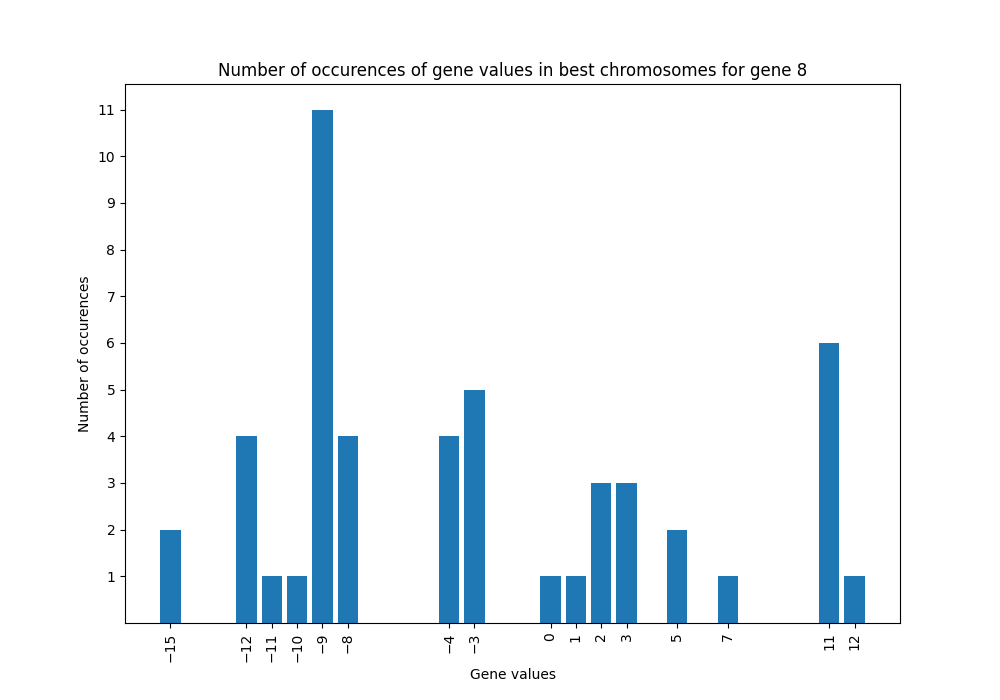 Number of occurences of gene values in best chromosomes for gene 8
11
10
9
8
7
6
5
4
3
2
1
Number of occurences
−15 −12 −11 −10 −9 −8 −4 −3 0 1 2 3 5 7 11 12
Gene values